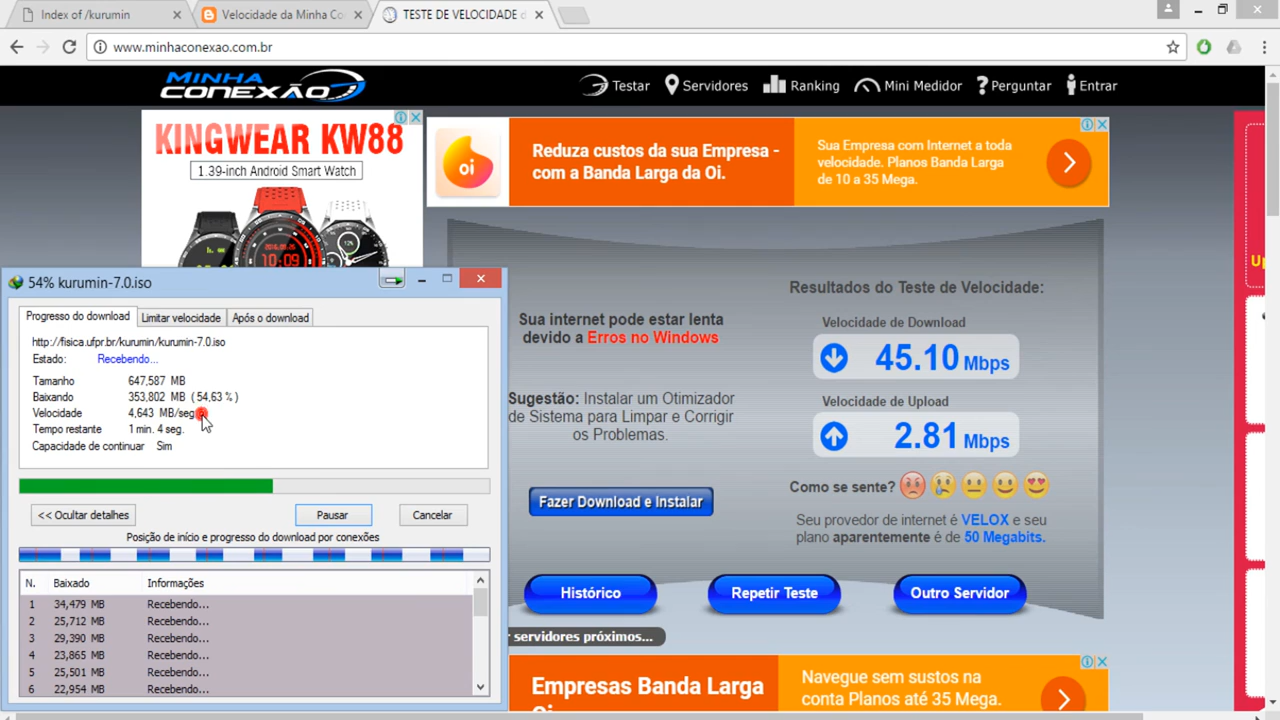 Index of /kurumin
Velocidade da Minha Co
TESTE DE VELOCIDADE d
www.minhaconexao.com.br
MINHA
CONEXÃO
Testar
Servidores
Ranking
Mini Medidor
Perguntar
Entrar
KINGWEAR KW88
1.39-inch Android Smart Watch
10:09
oi
Reduza custos da sua Empresa -
com a Banda Larga da Oi.
Sua Empresa com Internet a toda
velocidade. Planos Banda Larga
de 10 a 35 Mega.
54% kurumin-7.0.iso
Progresso do download
Limitar velocidade
Após o download
http://fisica.ufpr.br/kurumin/kurumin-7.0.iso
Estado: Recebendo...
Tamanho 647,587 MB
Baixando 353,802 MB ( 54,63 % )
Velocidade 4,643 MB/seg
Tempo restante 1 min. 4 seg.
Capacidade de continuar Sim
<< Ocultar detalhes
Pausar
Cancelar
Posição de início e progresso do download por conexões
N. Baixado Informações
1 34,479 MB Recebendo...
2 25,712 MB Recebendo...
3 29,390 MB Recebendo...
4 23,865 MB Recebendo...
5 25,501 MB Recebendo...
6 22,954 MB Recebendo...
Sua internet pode estar lenta
devido a Erros no Windows
Sugestão: Instalar um Otimizador
de Sistema para Limpar e Corrigir
os Problemas.
Fazer Download e Instalar
Resultados do Teste de Velocidade:
Velocidade de Download
45.10 Mbps
Velocidade de Upload
2.81 Mbps
Como se sente?
Seu provedor de internet é VELOX e seu
plano aparentemente é de 50 Megabits.
Histórico
Repetir Teste
Outro Servidor
r servidores próximos...
Empresas Banda Larga
Navegue sem sustos na
conta Planos até 35 Mega.